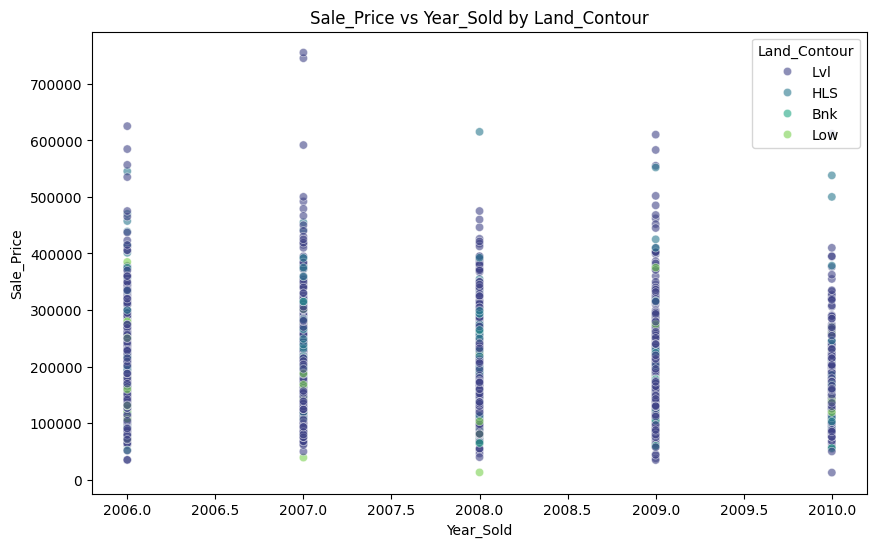 Sale_Price vs Year_Sold by Land_Contour
Land_Contour
Lvl
HLS
Bnk
Low
Sale_Price
700000
600000
500000
400000
300000
200000
100000
0
2006.0 2006.5 2007.0 2007.5 2008.0 2008.5 2009.0 2009.5 2010.0
Year_Sold